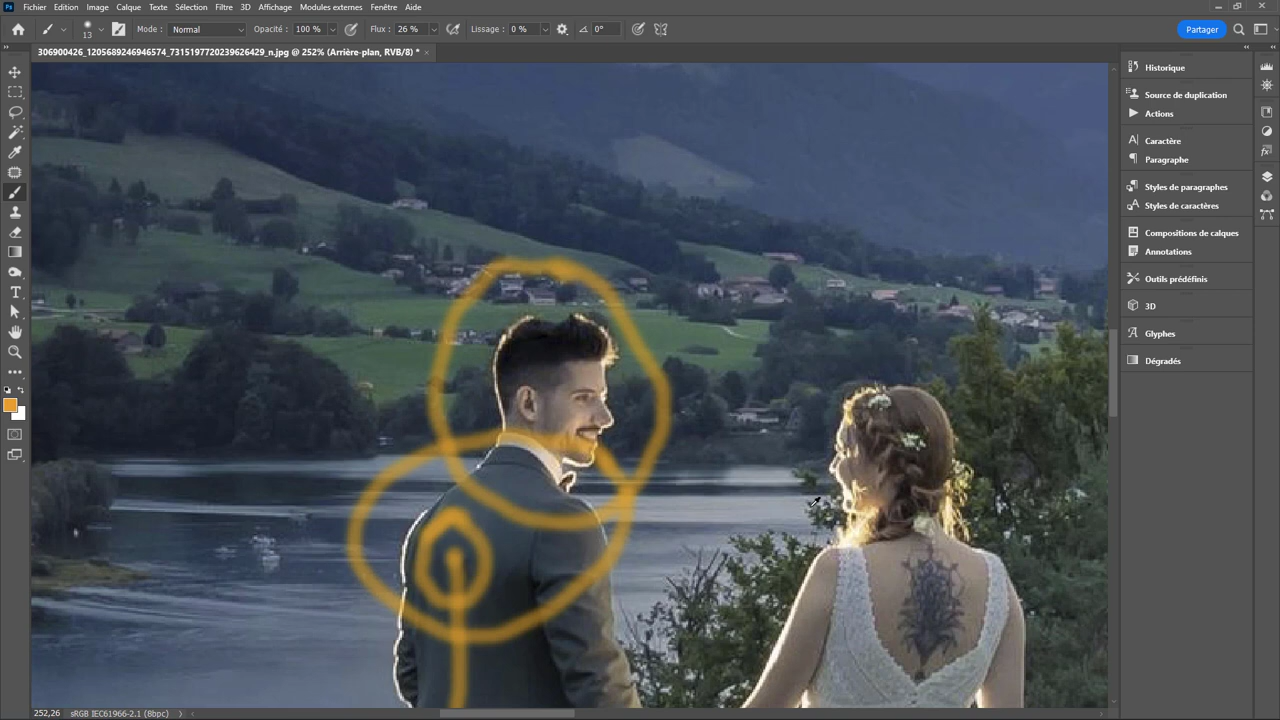 Ps Fichier Edition Image Calque Texte Sélection Filtre 3D Affichage Modules externes Fenêtre Aide
13 Mode : Normal Opacité : 100 % Flux : 26 % Lissage : 0 % 0° Partager
306900426_1205689246946574_7315197720239626429_n.jpg @ 252% (Arrière-plan, RVB/8) *
Historique
Source de duplication
Actions
Caractère
Paragraphe
Styles de paragraphes
Styles de caractères
Compositions de calques
Annotations
Outils prédéfinis
3D
Glyphes
Dégradés
252,26 sRGB IEC61966-2.1 (8bpc)